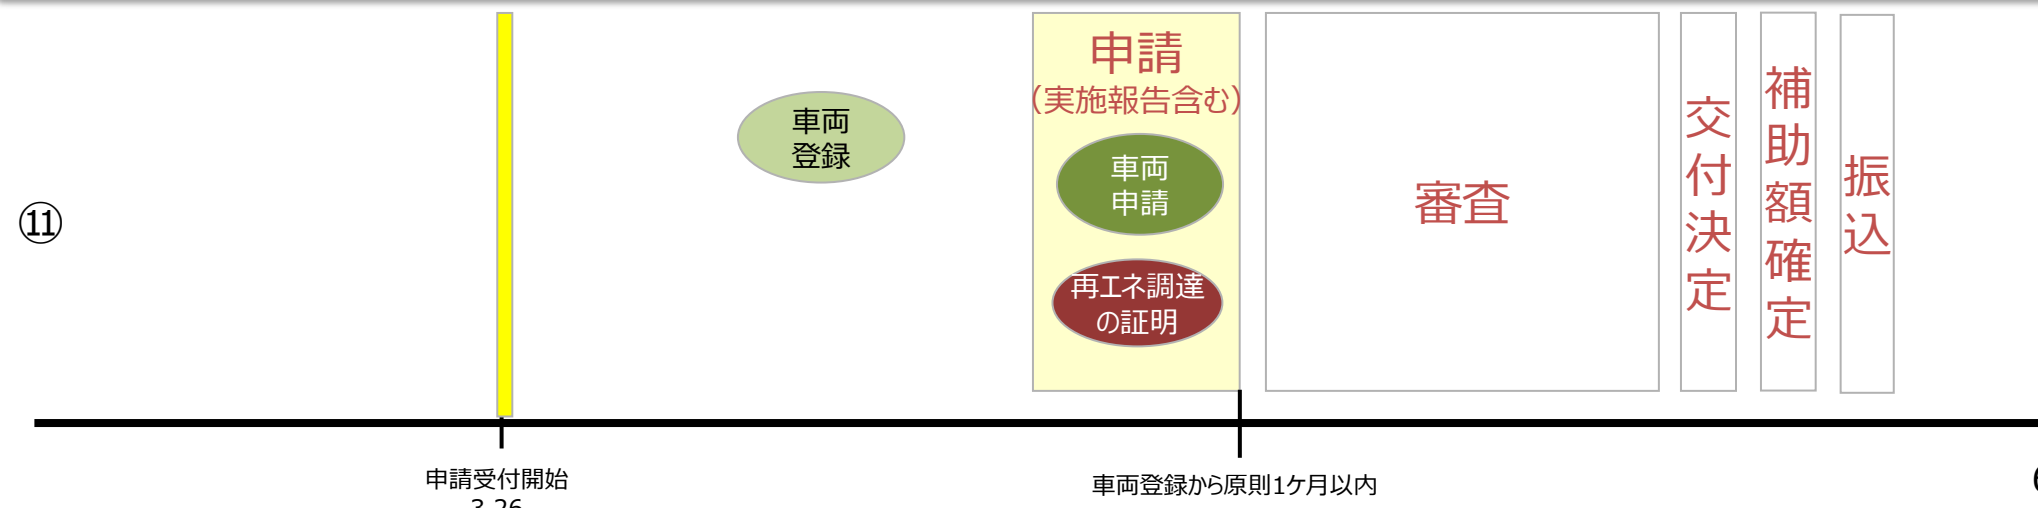 ⑪
車両
登録
申請
（実施報告含む）
車両
申請
再エネ調達
の証明
審査
交付決定
補助額確定
振込
申請受付開始
3.26
車両登録から原則1ケ月以内